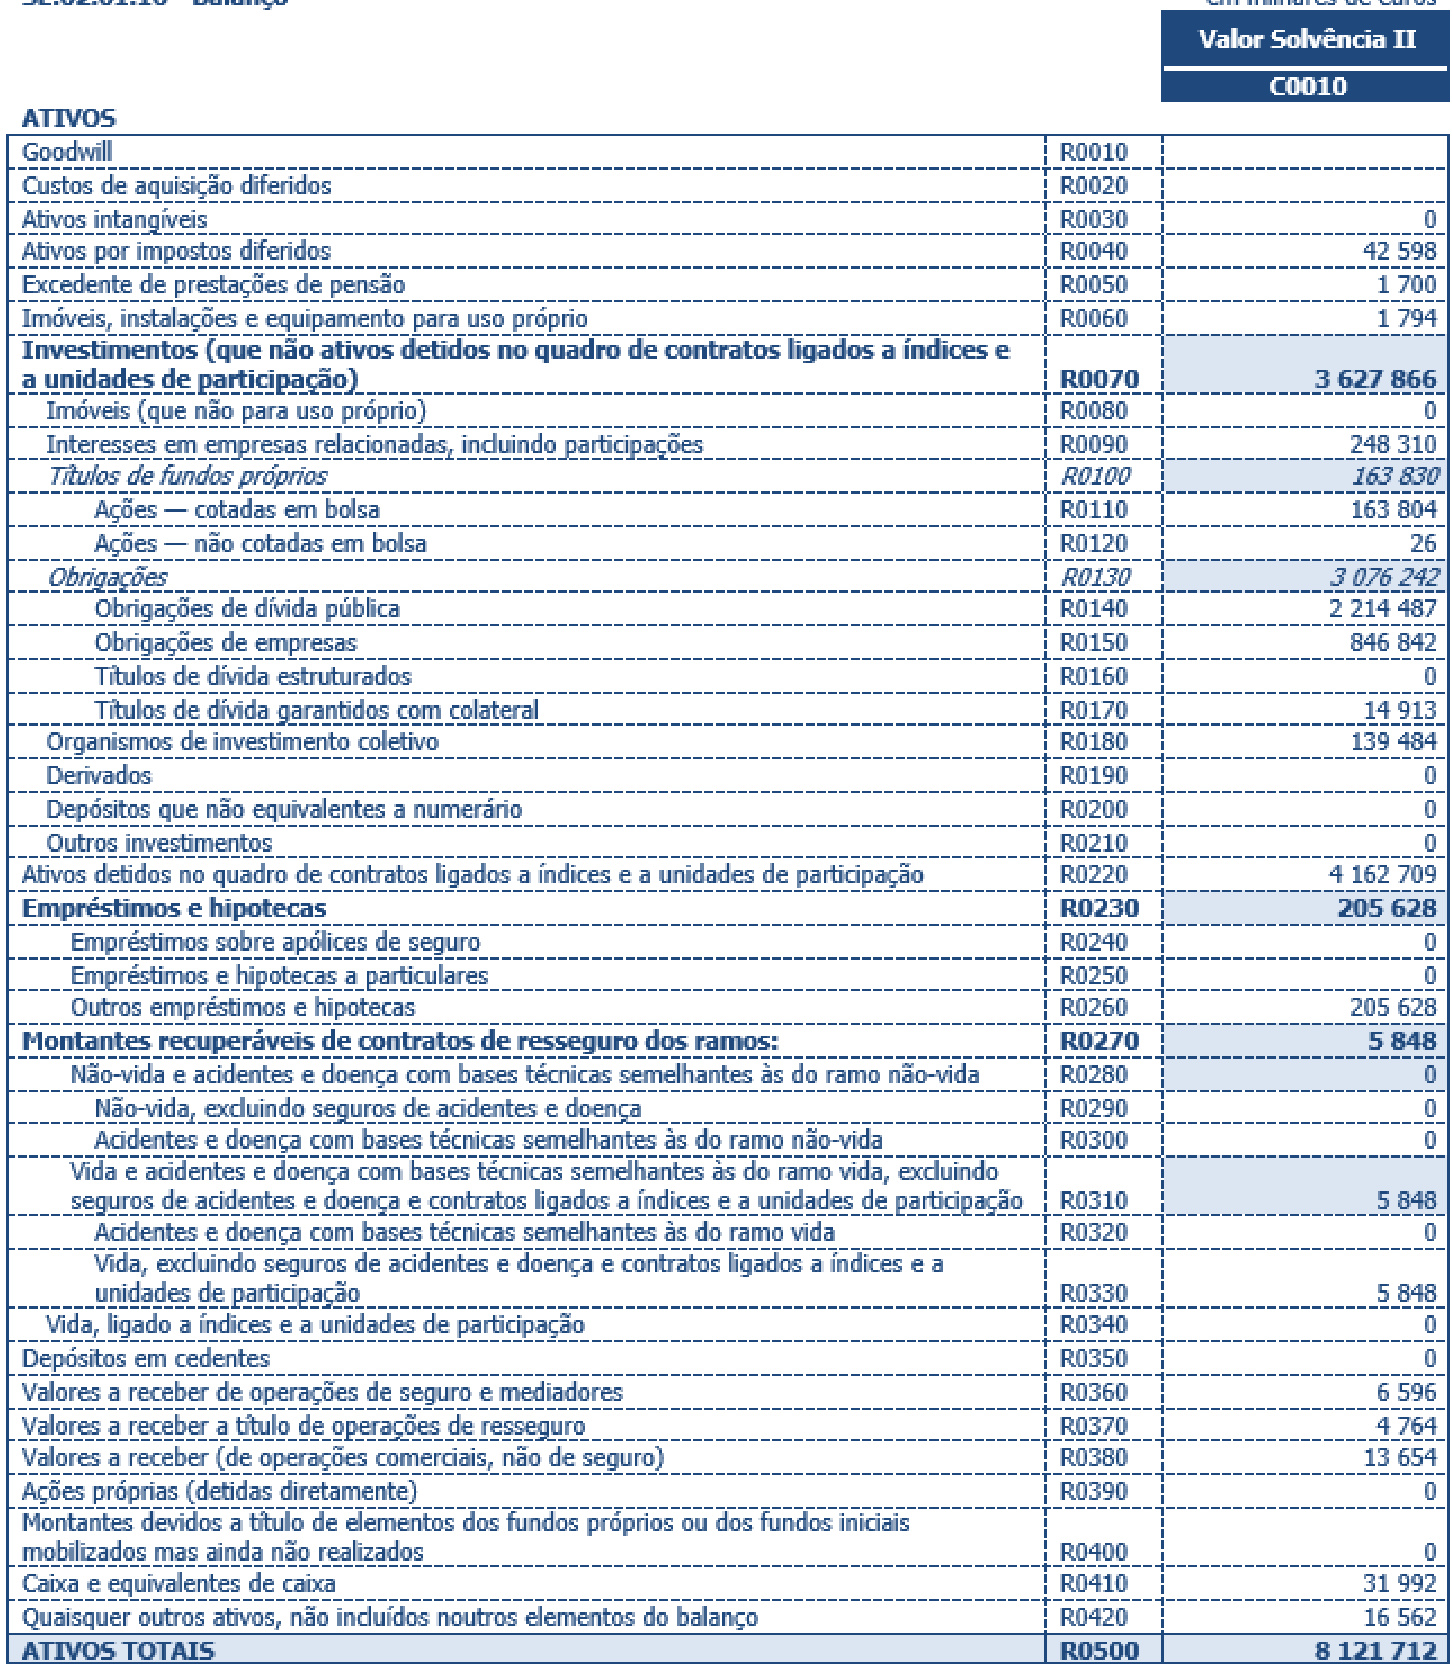 SE.02.01.16 - Balanço em milhares de euros
Valor Solvência II
C0010
ATIVOS
Goodwill R0010
Custos de aquisição diferidos R0020
Ativos intangíveis R0030 0
Ativos por impostos diferidos R0040 42 598
Excedente de prestações de pensão R0050 1 700
Imóveis, instalações e equipamento para uso próprio R0060 1 794
Investimentos (que não ativos detidos no quadro de contratos ligados a índices e
a unidades de participação) R0070 3 627 866
Imóveis (que não para uso próprio) R0080 0
Interesses em empresas relacionadas, incluindo participações R0090 248 310
Títulos de fundos próprios R0100 163 830
Ações — cotadas em bolsa R0110 163 804
Ações — não cotadas em bolsa R0120 26
Obrigações R0130 3 076 242
Obrigações de dívida pública R0140 2 214 487
Obrigações de empresas R0150 846 842
Títulos de dívida estruturados R0160 0
Títulos de dívida garantidos com colateral R0170 14 913
Organismos de investimento coletivo R0180 139 484
Derivados R0190 0
Depósitos que não equivalentes a numerário R0200 0
Outros investimentos R0210 0
Ativos detidos no quadro de contratos ligados a índices e a unidades de participação R0220 4 162 709
Empréstimos e hipotecas R0230 205 628
Empréstimos sobre apólices de seguro R0240 0
Empréstimos e hipotecas a particulares R0250 0
Outros empréstimos e hipotecas R0260 205 628
Montantes recuperáveis de contratos de resseguro dos ramos: R0270 5 848
Não-vida e acidentes e doença com bases técnicas semelhantes às do ramo não-vida R0280 0
Não-vida, excluindo seguros de acidentes e doença R0290 0
Acidentes e doença com bases técnicas semelhantes às do ramo não-vida R0300 0
Vida e acidentes e doença com bases técnicas semelhantes às do ramo vida, excluindo
seguros de acidentes e doença e contratos ligados a índices e a unidades de participação R0310 5 848
Acidentes e doença com bases técnicas semelhantes às do ramo vida R0320 0
Vida, excluindo seguros de acidentes e doença e contratos ligados a índices e a
unidades de participação R0330 5 848
Vida, ligado a índices e a unidades de participação R0340 0
Depósitos em cedentes R0350 0
Valores a receber de operações de seguro e mediadores R0360 6 596
Valores a receber a título de operações de resseguro R0370 4 764
Valores a receber (de operações comerciais, não de seguro) R0380 13 654
Ações próprias (detidas diretamente) R0390 0
Montantes devidos a título de elementos dos fundos próprios ou dos fundos iniciais
mobilizados mas ainda não realizados R0400 0
Caixa e equivalentes de caixa R0410 31 992
Quaisquer outros ativos, não incluídos noutros elementos do balanço R0420 16 562
ATIVOS TOTAIS R0500 8 121 712